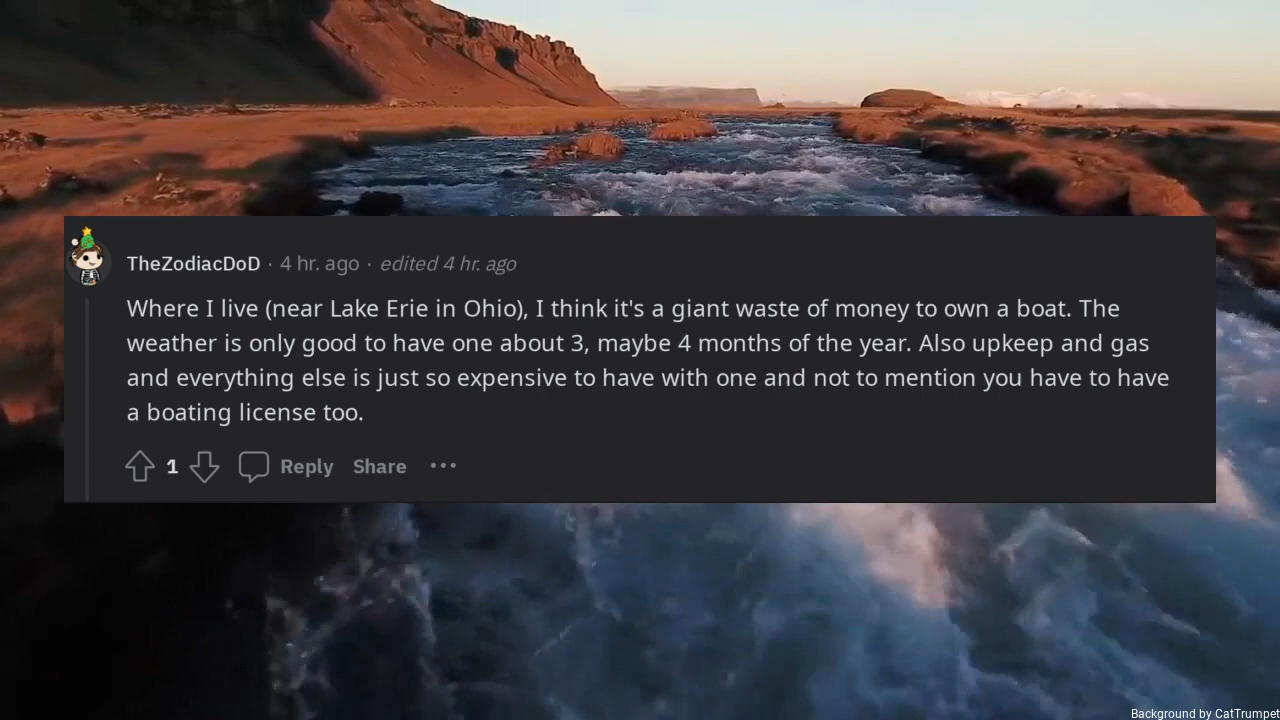 TheZodiacDoD · 4 hr. ago · edited 4 hr. ago
Where I live (near Lake Erie in Ohio), I think it's a giant waste of money to own a boat. The
weather is only good to have one about 3, maybe 4 months of the year. Also upkeep and gas
and everything else is just so expensive to have with one and not to mention you have to have
a boating license too.
1 Reply Share ···
Background by CatTrumpet